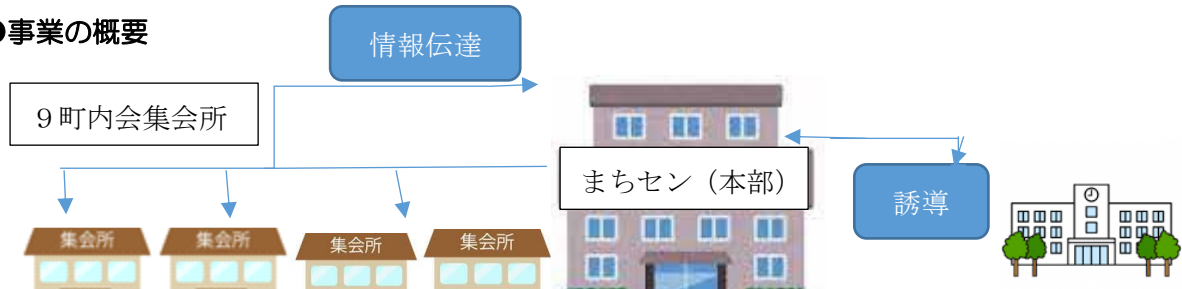 ●事業の概要
情報伝達
9町内会集会所
まちセン（本部）
誘導
集会所
集会所
集会所
集会所